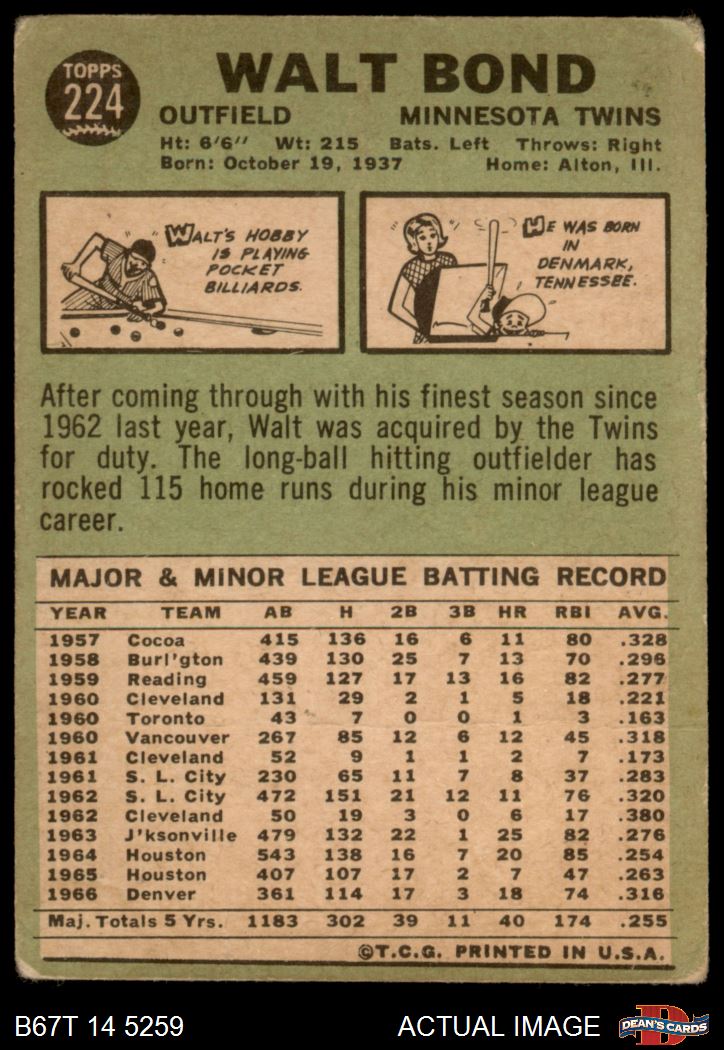 TOPPS
224
WALT BOND
OUTFIELD MINNESOTA TWINS
Ht: 6'6" Wt: 215 Bats. Left Throws: Right
Born: October 19, 1937 Home: Alton, Ill.
WALT'S HOBBY
IS PLAYING
POCKET
BILLIARDS.
HE WAS BORN
IN
DENMARK,
TENNESSEE.
After coming through with his finest season since
1962 last year, Walt was acquired by the Twins
for duty. The long-ball hitting outfielder has
rocked 115 home runs during his minor league
career.
MAJOR & MINOR LEAGUE BATTING RECORD
YEAR TEAM AB H 2B 3B HR RBI AVG.
1957 Cocoa 415 136 16 6 11 80 .328
1958 Burl'gton 439 130 25 7 13 70 .296
1959 Reading 459 127 17 13 16 82 .277
1960 Cleveland 131 29 2 1 5 18 .221
1960 Toronto 43 7 0 0 1 3 .163
1960 Vancouver 267 85 12 6 12 45 .318
1961 Cleveland 52 9 1 1 2 7 .173
1961 S. L. City 230 65 11 7 8 37 .283
1962 S. L. City 472 151 21 12 11 76 .320
1962 Cleveland 50 19 3 0 6 17 .380
1963 J'ksonville 479 132 22 1 25 82 .276
1964 Houston 543 138 16 7 20 85 .254
1965 Houston 407 107 17 2 7 47 .263
1966 Denver 361 114 17 3 18 74 .316
Maj. Totals 5 Yrs. 1183 302 39 11 40 174 .255
©T.C.G. PRINTED IN U.S.A.
B67T 14 5259 ACTUAL IMAGE
D
DEAN'S CARDS